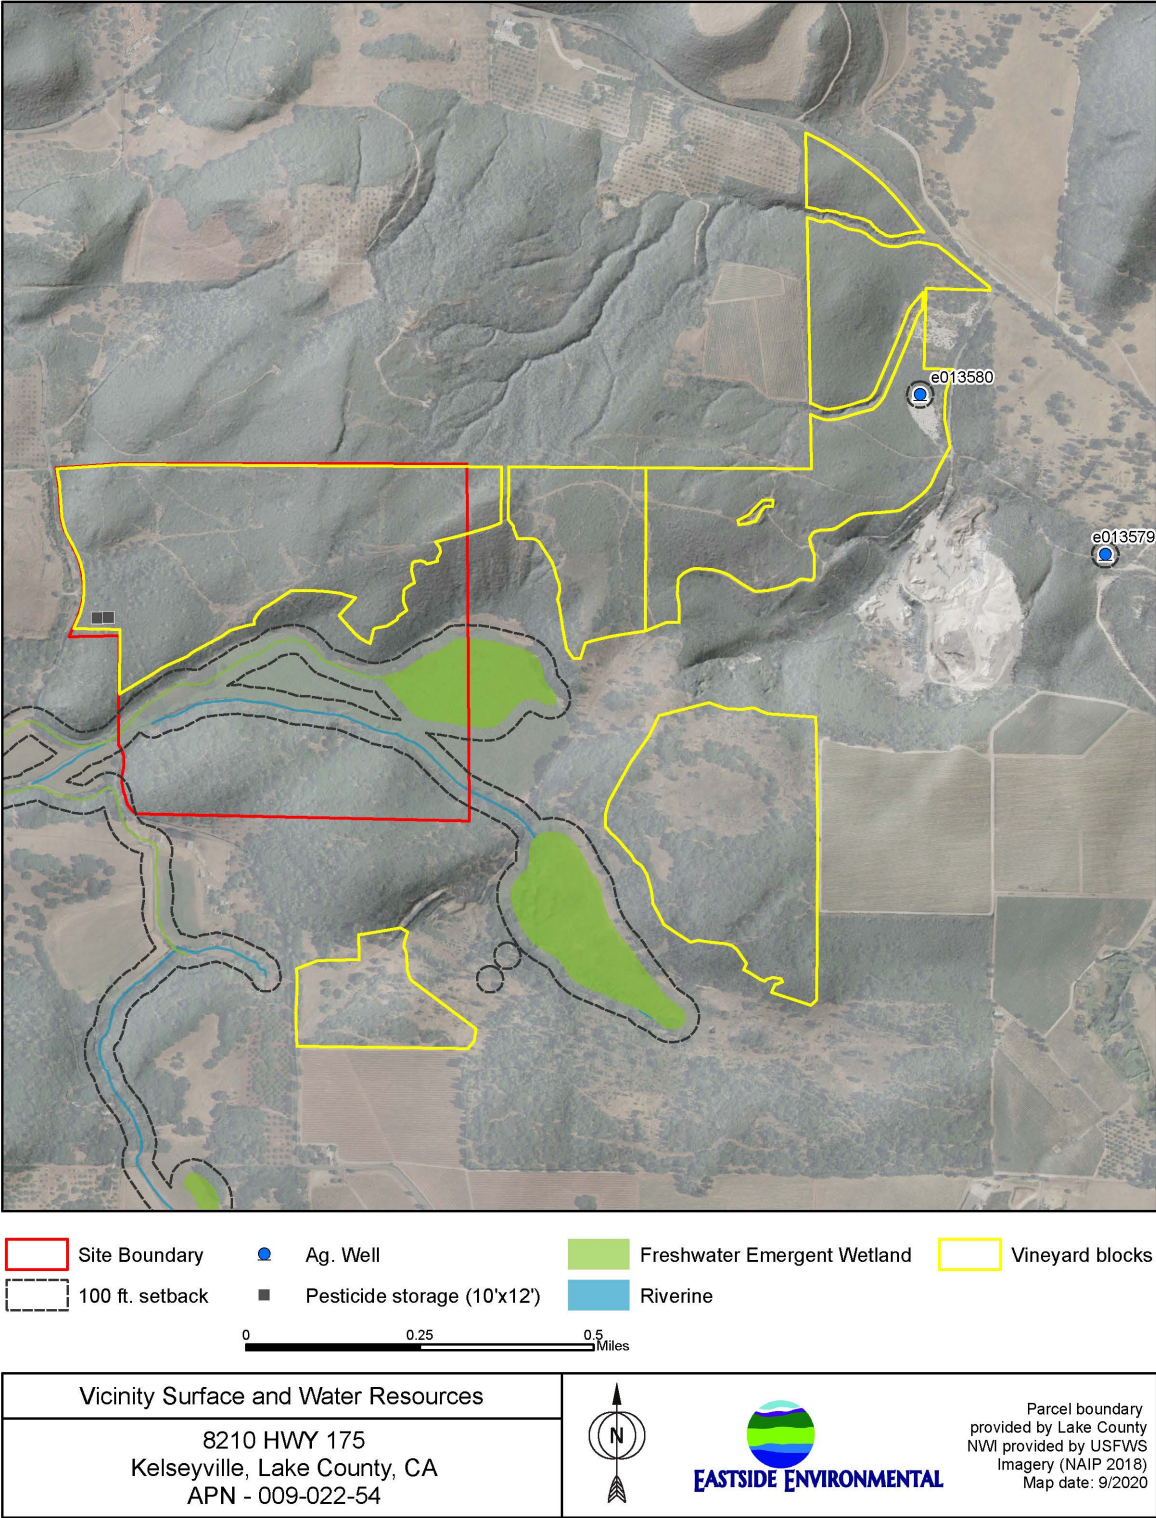 e013580
e013579
Site Boundary
Ag. Well
Freshwater Emergent Wetland
Vineyard blocks
100 ft. setback
Pesticide storage (10'x12')
Riverine
0 0.25 0.5
Miles
Vicinity Surface and Water Resources
8210 HWY 175
Kelseyville, Lake County, CA
APN - 009-022-54
N
EASTSIDE ENVIRONMENTAL
Parcel boundary
provided by Lake County
NWI provided by USFWS
Imagery (NAIP 2018)
Map date: 9/2020